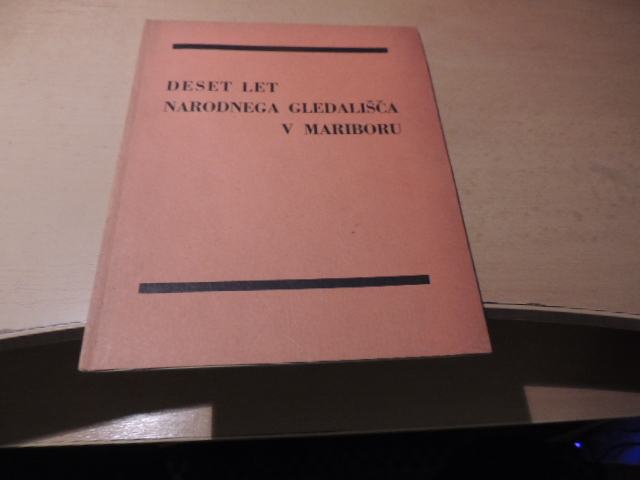 DESET LET
NARODNEGA GLEDALIŠČA
V MARIBORU